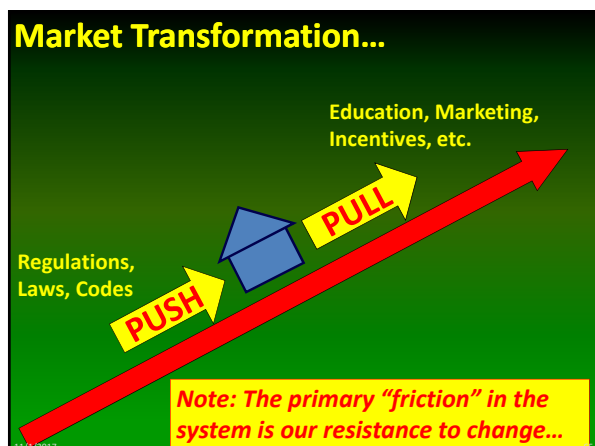 Market Transformation…
Education, Marketing,
Incentives, etc.
PULL
Regulations,
Laws, Codes
PUSH
Note: The primary “friction” in the
system is our resistance to change…